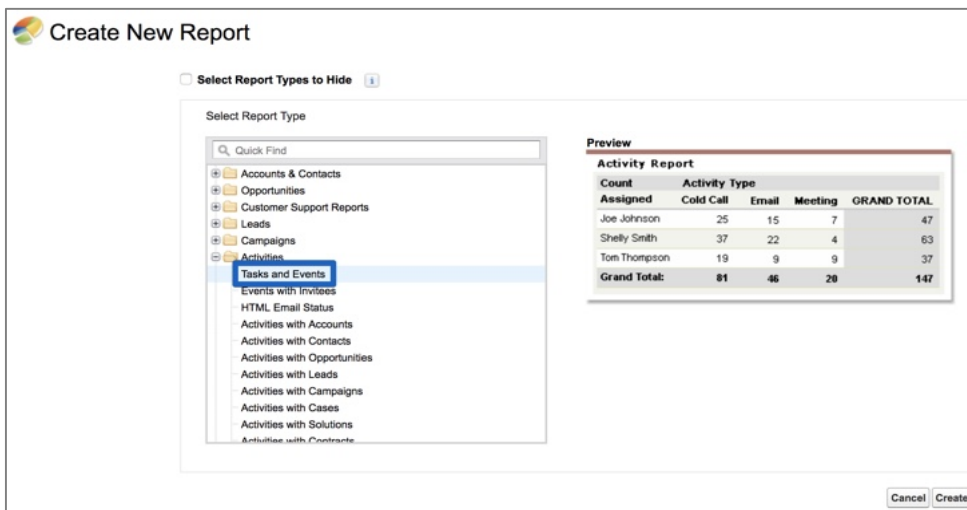 Create New Report
Select Report Types to Hide i
Select Report Type
Quick Find
Accounts & Contacts
Opportunities
Customer Support Reports
Leads
Campaigns
Activities
Tasks and Events
Events with Invitees
HTML Email Status
Activities with Accounts
Activities with Contacts
Activities with Opportunities
Activities with Leads
Activities with Campaigns
Activities with Cases
Activities with Solutions
Activities with Contracts
Preview
Activity Report
Count Activity Type
Assigned Cold Call Email Meeting GRAND TOTAL
Joe Johnson 25 15 7 47
Shelly Smith 37 22 4 63
Tom Thompson 19 9 9 37
Grand Total: 81 46 20 147
Cancel Create